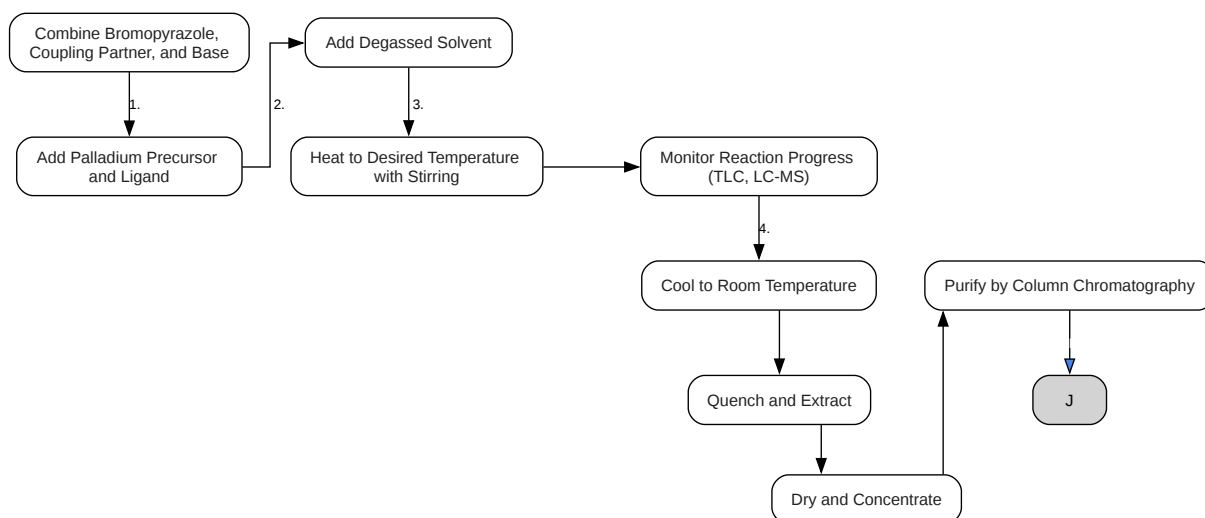 Combine Bromopyrazole,
Coupling Partner, and Base
1.
Add Palladium Precursor
and Ligand
2.
Add Degassed Solvent
3.
Heat to Desired Temperature
with Stirring
Monitor Reaction Progress
(TLC, LC-MS)
4.
Cool to Room Temperature
Quench and Extract
Dry and Concentrate
Purify by Column Chromatography
J